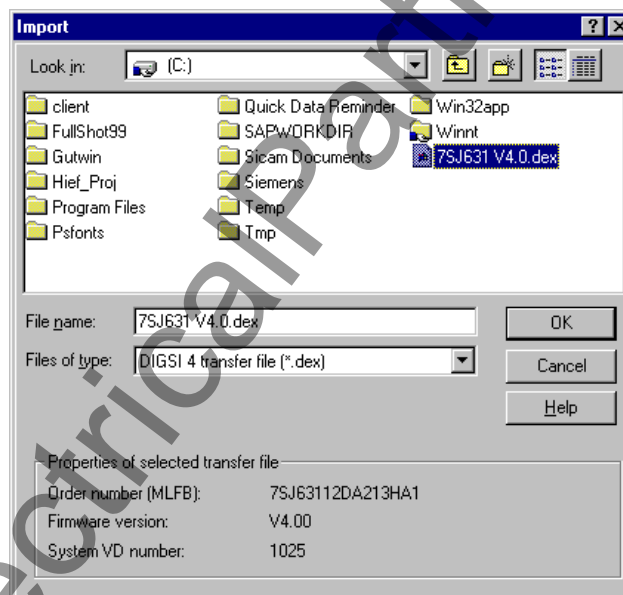 Import
Look in: (C:)
client
FullShot99
Gutwin
Hief_Proj
Program Files
Psfonts
Quick Data Reminder
SAPWORKDIR
Sicam Documents
Siemens
Temp
Tmp
Win32app
Winnt
7SJ631 V4.0.dex
File name: 7SJ631 V4.0.dex
OK
Files of type: DIGSI 4 transfer file (*.dex)
Cancel
Help
Properties of selected transfer file
Order number (MLFB): 7SJ63112DA213HA1
Firmware version: V4.00
System VD number: 1025
ectricalParti